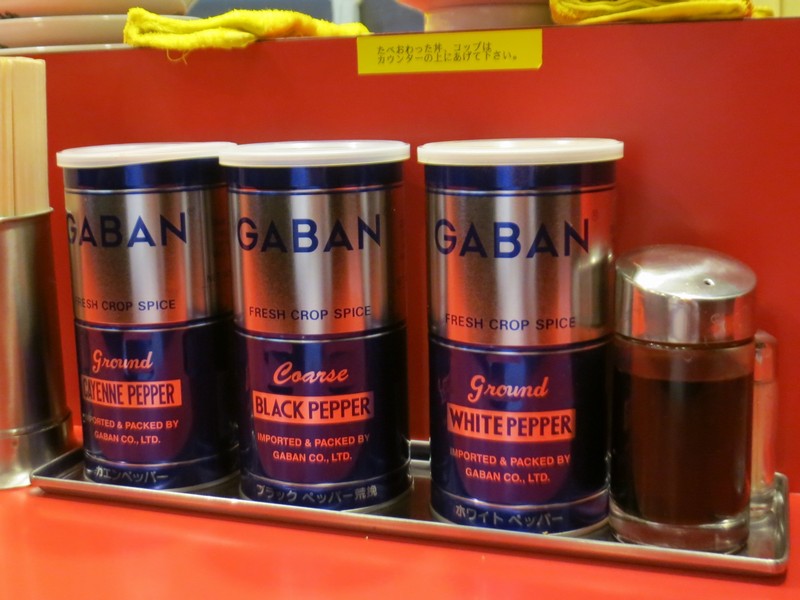 たべおわった丼、コップは
カウンターの上にあげて下さい。
GABAN
FRESH CROP SPICE
Ground
CAYENNE PEPPER
IMPORTED & PACKED BY
GABAN CO., LTD.
カエンペッパー
GABAN
FRESH CROP SPICE
Coarse
BLACK PEPPER
IMPORTED & PACKED BY
GABAN CO., LTD.
ブラック ペッパー荒挽
GABAN
FRESH CROP SPICE
Ground
WHITE PEPPER
IMPORTED & PACKED BY
GABAN CO., LTD.
ホワイト ペッパー